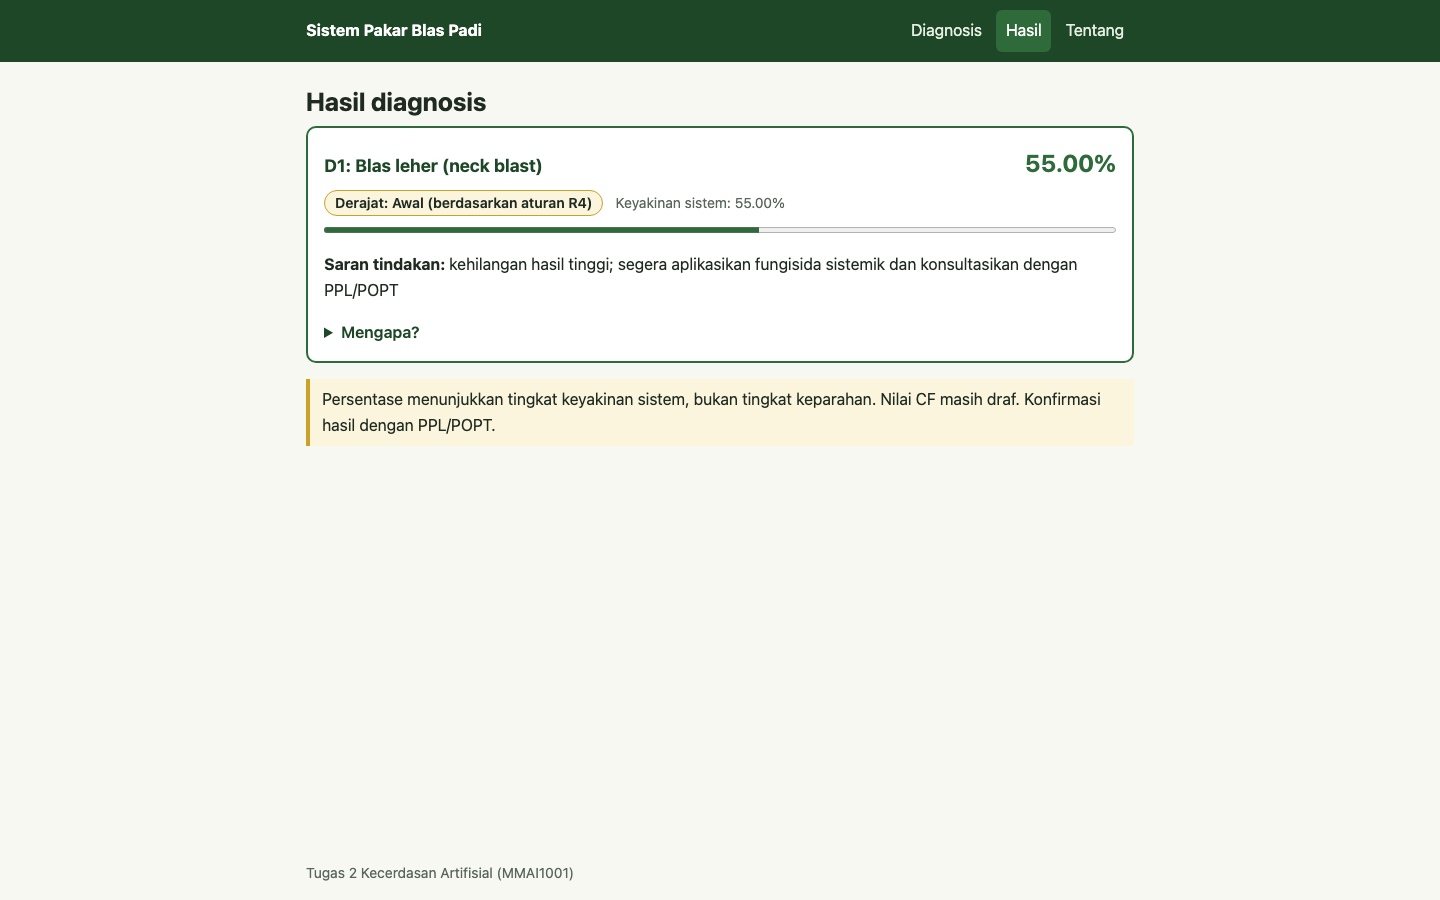 Sistem Pakar Blas Padi
Diagnosis
Hasil
Tentang
Hasil diagnosis
D1: Blas leher (neck blast)
55.00%
Derajat: Awal (berdasarkan aturan R4)
Keyakinan sistem: 55.00%
Saran tindakan: kehilangan hasil tinggi; segera aplikasikan fungisida sistemik dan konsultasikan dengan
PPL/POPT
Mengapa?
Persentase menunjukkan tingkat keyakinan sistem, bukan tingkat keparahan. Nilai CF masih draf. Konfirmasi
hasil dengan PPL/POPT.
Tugas 2 Kecerdasan Artifisial (MMAI1001)